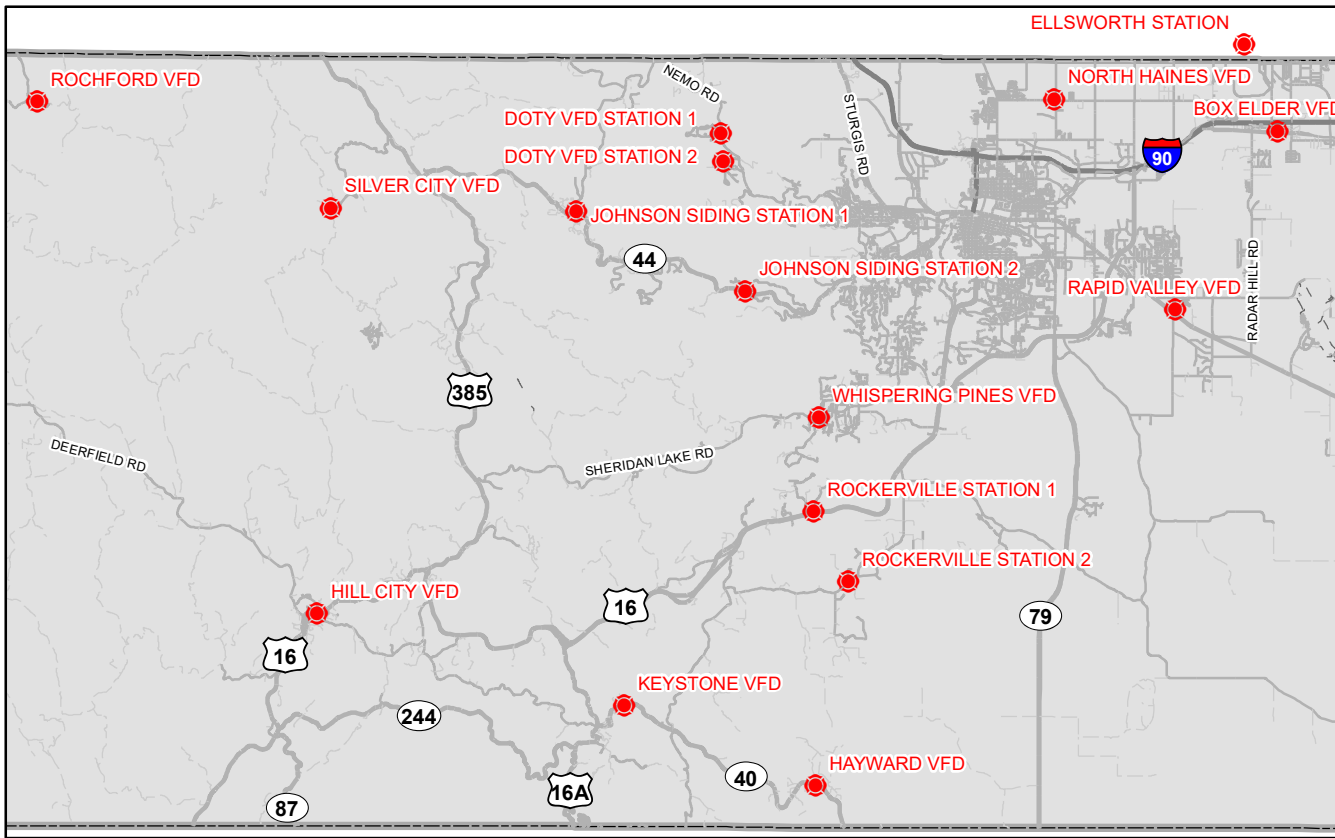 ELLSWORTH STATION
ROCHFORD VFD
NEMO RD
NORTH HAINES VFD
STURGIS RD
BOX ELDER VFD
DOTY VFD STATION 1
90
DOTY VFD STATION 2
SILVER CITY VFD
JOHNSON SIDING STATION 1
44
JOHNSON SIDING STATION 2
RAPID VALLEY VFD
RADAR HILL RD
385
WHISPERING PINES VFD
DEERFIELD RD
SHERIDAN LAKE RD
ROCKERVILLE STATION 1
ROCKERVILLE STATION 2
HILL CITY VFD
16
79
16
KEYSTONE VFD
244
HAYWARD VFD
40
16A
87